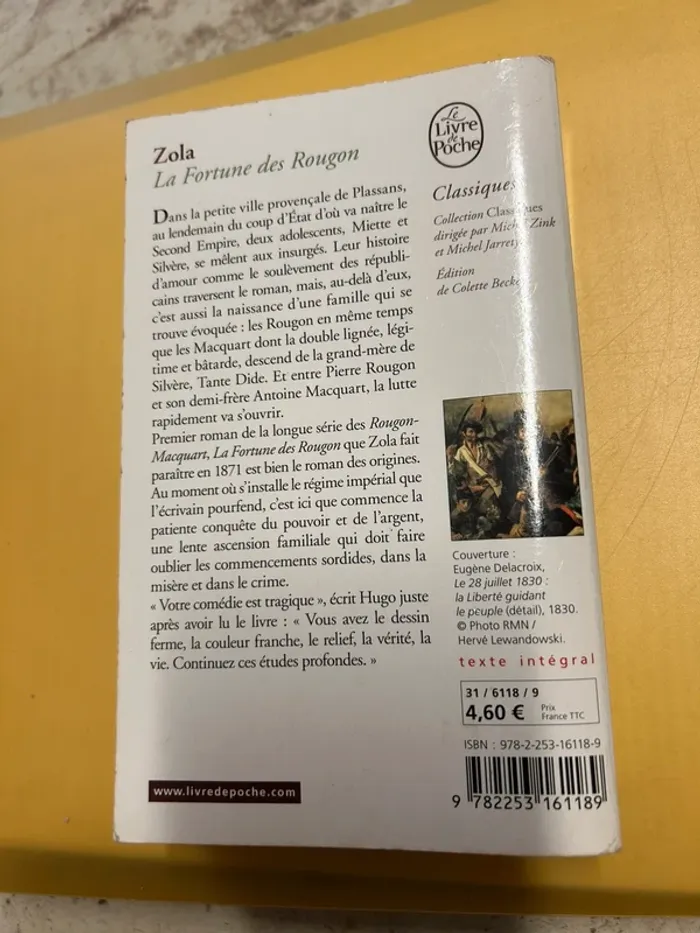 Zola
La Fortune des Rougon
Dans la petite ville provençale de Plassans,
au lendemain du coup d'État d'où va naître le
Second Empire, deux adolescents, Miette et
Silvère, se mêlent aux insurgés. Leur histoire
d'amour comme le soulèvement des républi-
cains traversent le roman, mais, au-delà d'eux,
c'est aussi la naissance d'une famille qui se
trouve évoquée : les Rougon en même temps
que les Macquart dont la double lignée, légi-
time et bâtarde, descend de la grand-mère de
Silvère, Tante Dide. Et entre Pierre Rougon
et son demi-frère Antoine Macquart, la lutte
rapidement va s'ouvrir.
Premier roman de la longue série des Rougon-
Macquart, La Fortune des Rougon que Zola fait
paraître en 1871 est bien le roman des origines.
Au moment où s'installe le régime impérial que
l'écrivain pourfend, c'est ici que commence la
patiente conquête du pouvoir et de l'argent,
une lente ascension familiale qui doit faire
oublier les commencements sordides, dans la
misère et dans le crime.
« Votre comédie est tragique », écrit Hugo juste
après avoir lu le livre : « Vous avez le dessin
ferme, la couleur franche, le relief, la vérité, la
vie. Continuez ces études profondes. »
www.livredepoche.com
Le
Livre
de
Poche
Classiques
Collection Classiques
dirigée par Michel Zink
et Michel Jarrety
Édition
de Colette
Couverture :
Eugène Delacroix,
Le 28 juillet 1830 :
la Liberté guidant
le peuple (détail), 1830.
© Photo RMN /
Hervé Lewandowski.
texte intégral
31 / 6118 / 9
4,60 € Prix
France TTC
ISBN : 978-2-253-16118-9
9 782253 161189